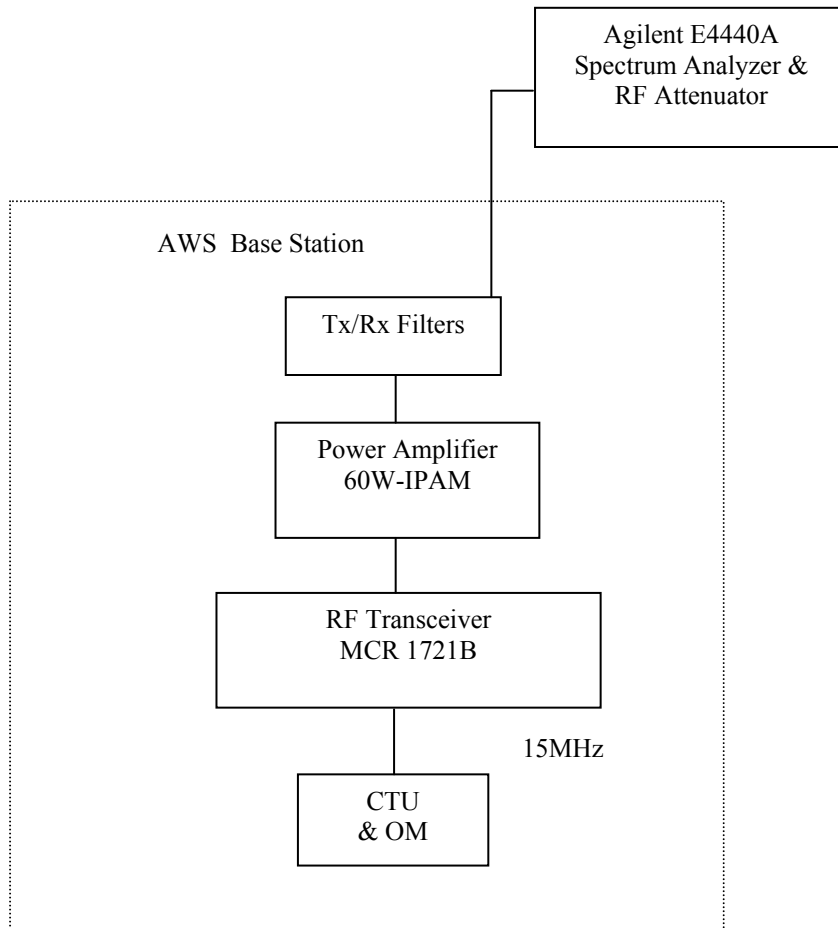 Agilent E4440A
Spectrum Analyzer &
RF Attenuator
AWS  Base Station
Tx/Rx Filters
Power Amplifier
60W-IPAM
RF Transceiver
MCR 1721B
15MHz
CTU
& OM